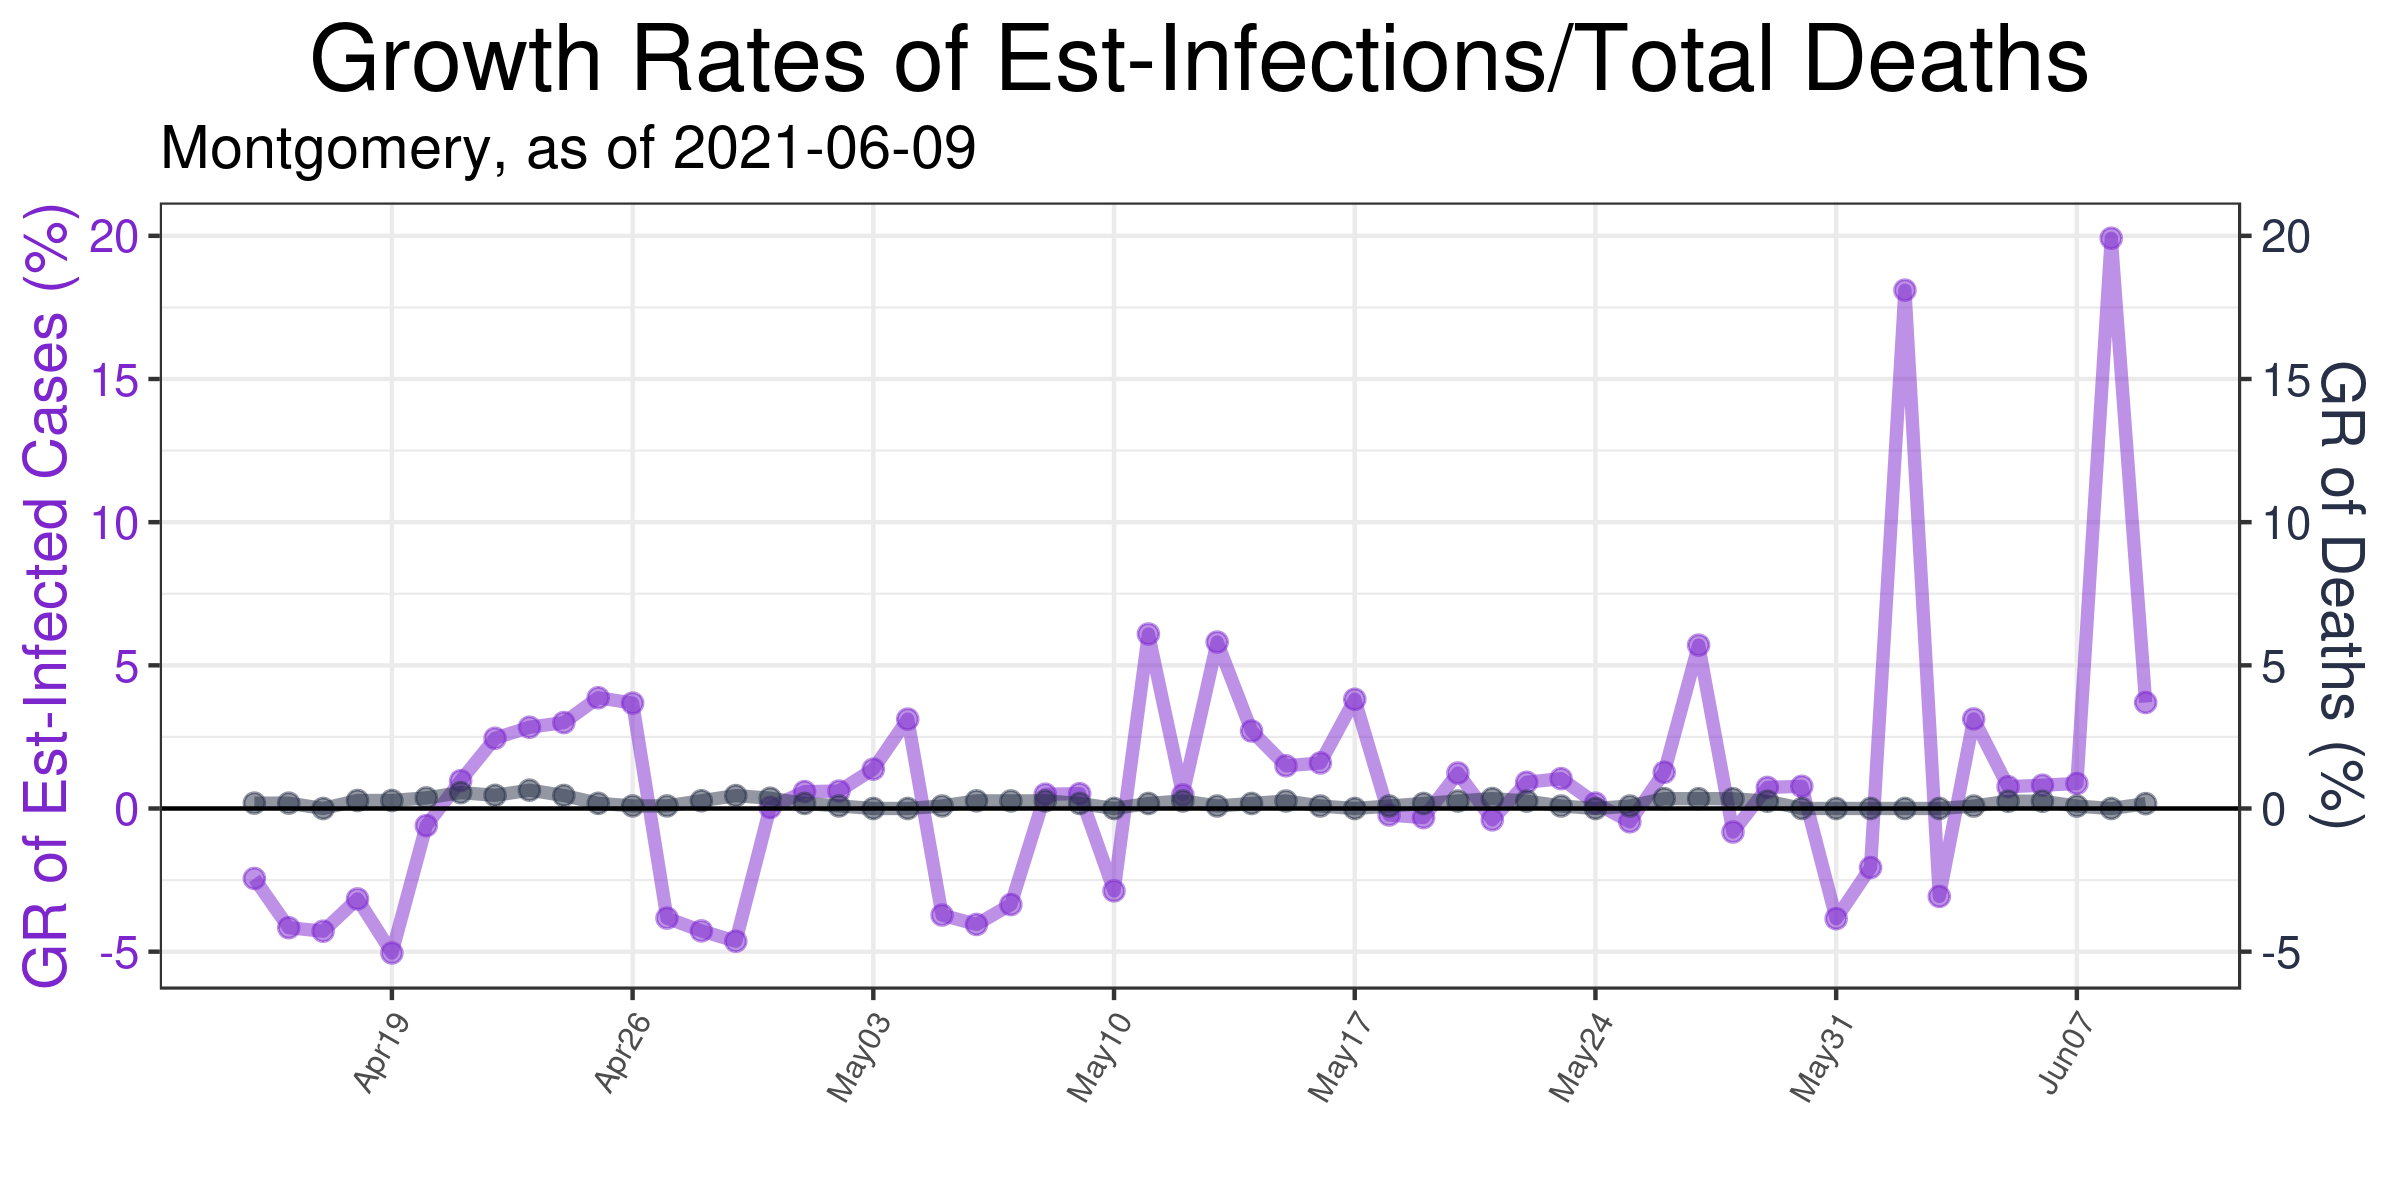 Growth Rates of Est-Infections/Total Deaths
Montgomery, as of 2021-06-09
GR of Est-Infected Cases (%)
20
15
10
5
0
-5
20
15
10
5
0
-5
GR of Deaths (%)
Apr19
Apr26
May03
May10
May17
May24
May31
Jun07